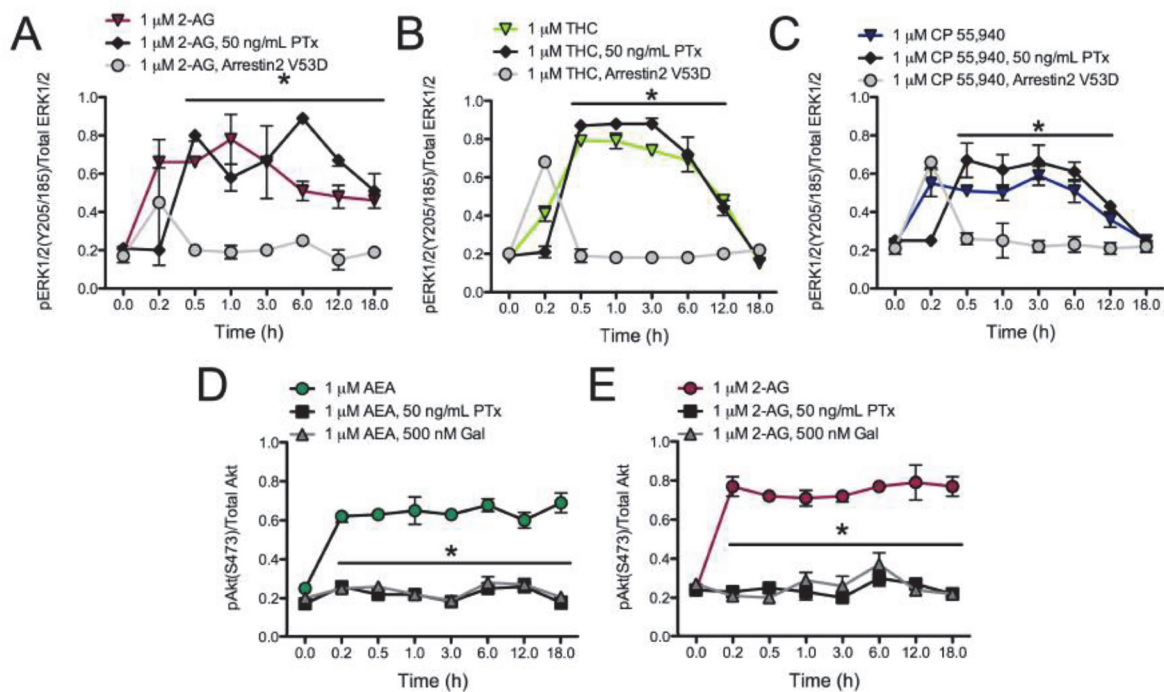 A
1 μM 2-AG
1 μM 2-AG, 50 ng/mL PTx
1 μM 2-AG, Arrestin2 V53D
*
pERK1/2(Y205/185)/Total ERK1/2
1.0
0.8
0.6
0.4
0.2
0.0
0.0 0.2 0.5 1.0 3.0 6.0 12.0 18.0
Time (h)
B
1 μM THC
1 μM THC, 50 ng/mL PTx
1 μM THC, Arrestin2 V53D
*
pERK1/2(Y205/185)/Total ERK1/2
1.0
0.8
0.6
0.4
0.2
0.0
0.0 0.2 0.5 1.0 3.0 6.0 12.0 18.0
Time (h)
C
1 μM CP 55,940
1 μM CP 55,940, 50 ng/mL PTx
1 μM CP 55,940, Arrestin2 V53D
*
pERK1/2(Y205/185)/Total ERK1/2
1.0
0.8
0.6
0.4
0.2
0.0
0.0 0.2 0.5 1.0 3.0 6.0 12.0 18.0
Time (h)
D
1 μM AEA
1 μM AEA, 50 ng/mL PTx
1 μM AEA, 500 nM Gal
*
pAkt(S473)/Total Akt
1.0
0.8
0.6
0.4
0.2
0.0
0.0 0.2 0.5 1.0 3.0 6.0 12.0 18.0
Time (h)
E
1 μM 2-AG
1 μM 2-AG, 50 ng/mL PTx
1 μM 2-AG, 500 nM Gal
*
pAkt(S473)/Total Akt
1.0
0.8
0.6
0.4
0.2
0.0
0.0 0.2 0.5 1.0 3.0 6.0 12.0 18.0
Time (h)